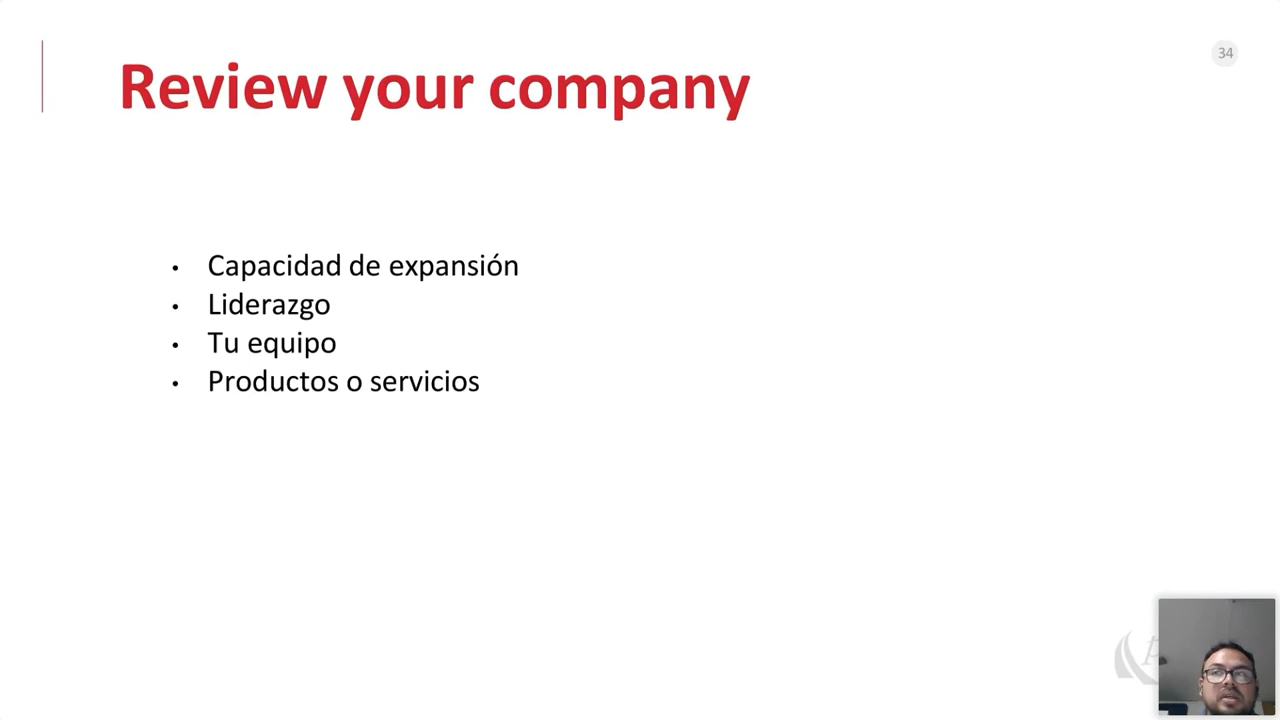 34
Review your company
• Capacidad de expansión
• Liderazgo
• Tu equipo
• Productos o servicios